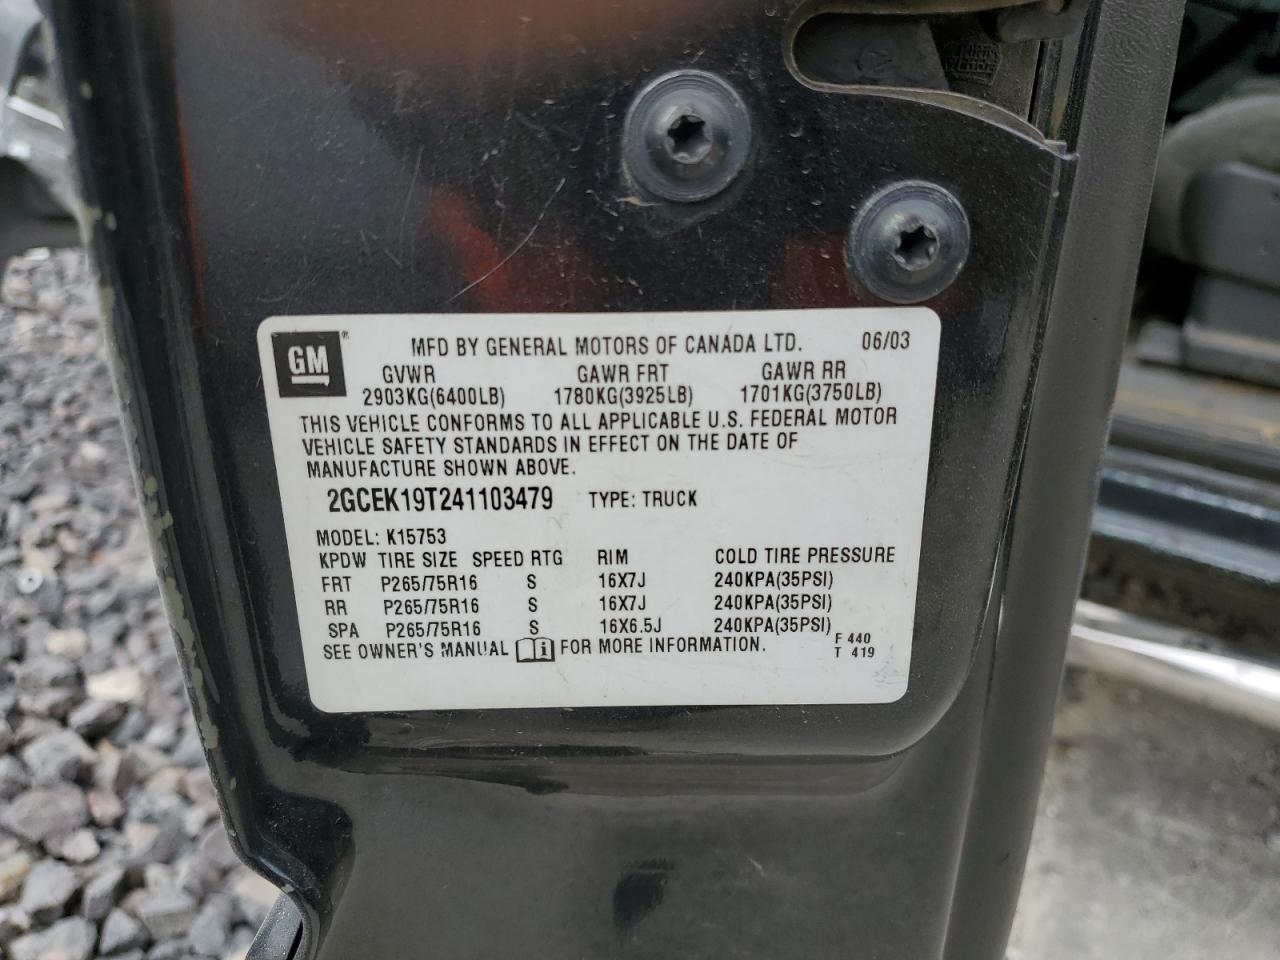 GM ® MFD BY GENERAL MOTORS OF CANADA LTD. 06/03
GVWR GAWR FRT GAWR RR
2903KG(6400LB) 1780KG(3925LB) 1701KG(3750LB)
THIS VEHICLE CONFORMS TO ALL APPLICABLE U.S. FEDERAL MOTOR
VEHICLE SAFETY STANDARDS IN EFFECT ON THE DATE OF
MANUFACTURE SHOWN ABOVE.
2GCEK19T241103479 TYPE: TRUCK
MODEL: K15753
KPDW TIRE SIZE SPEED RTG RIM COLD TIRE PRESSURE
FRT P265/75R16 S 16X7J 240KPA(35PSI)
RR P265/75R16 S 16X7J 240KPA(35PSI)
SPA P265/75R16 S 16X6.5J 240KPA(35PSI)
SEE OWNER'S MANUAL i FOR MORE INFORMATION. F 440
T 419